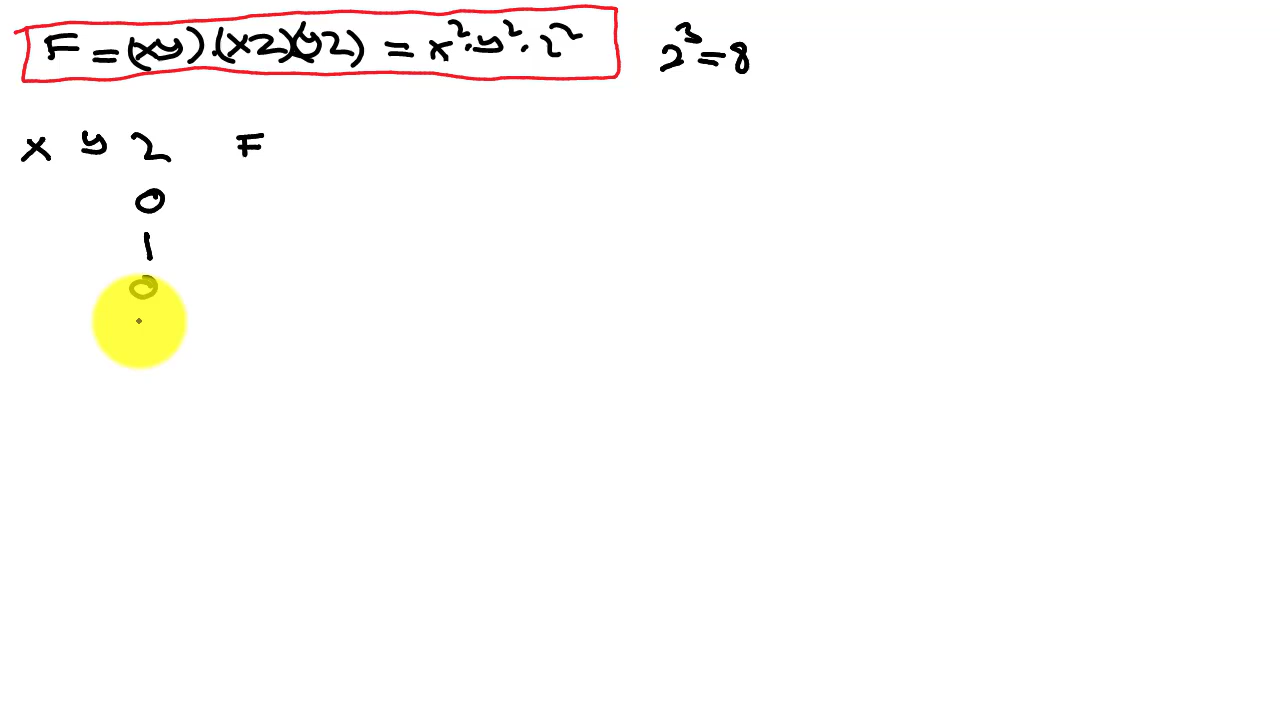 F = (xy).(xz)(yz) = x².y².z² 2³=8
x y z F
0
1
0